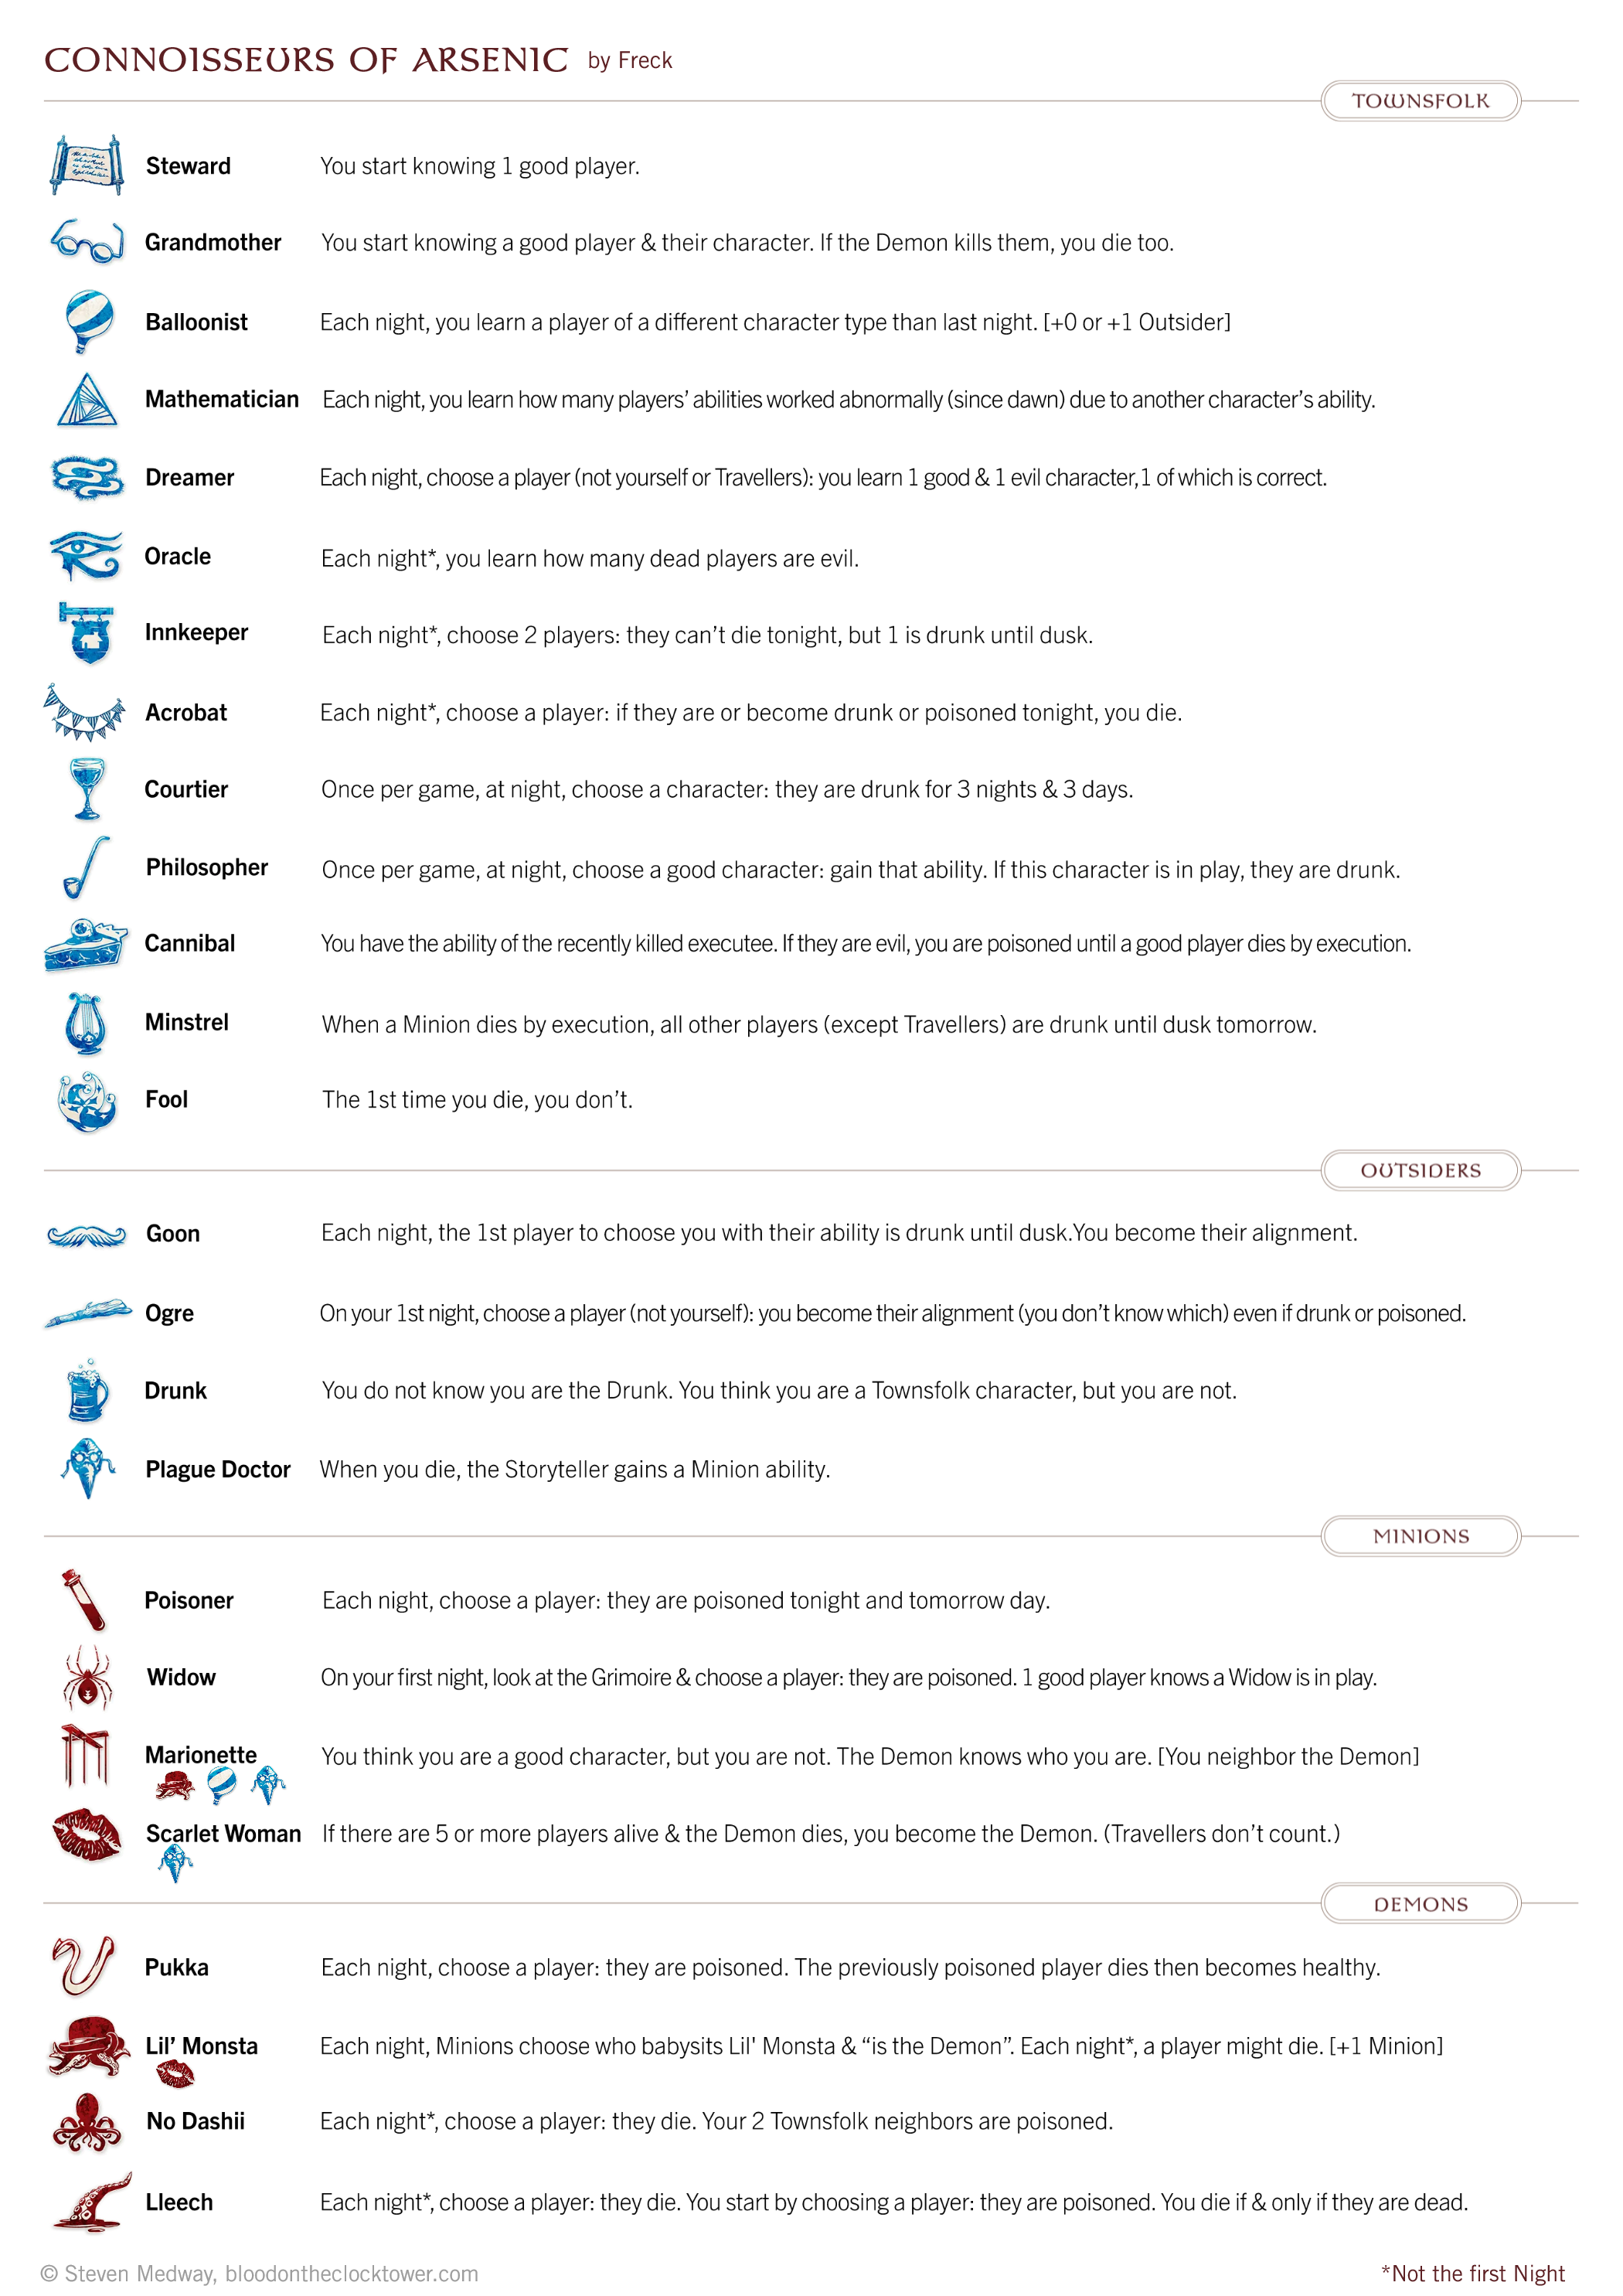 CONNOISSEURS OF ARSENIC by Freck
TOWNSFOLK
Steward You start knowing 1 good player.
Grandmother You start knowing a good player & their character. If the Demon kills them, you die too.
Balloonist Each night, you learn a player of a different character type than last night. [+0 or +1 Outsider]
Mathematician Each night, you learn how many players’ abilities worked abnormally (since dawn) due to another character’s ability.
Dreamer Each night, choose a player (not yourself or Travellers): you learn 1 good & 1 evil character,1 of which is correct.
Oracle Each night*, you learn how many dead players are evil.
Innkeeper Each night*, choose 2 players: they can’t die tonight, but 1 is drunk until dusk.
Acrobat Each night*, choose a player: if they are or become drunk or poisoned tonight, you die.
Courtier Once per game, at night, choose a character: they are drunk for 3 nights & 3 days.
Philosopher Once per game, at night, choose a good character: gain that ability. If this character is in play, they are drunk.
Cannibal You have the ability of the recently killed executee. If they are evil, you are poisoned until a good player dies by execution.
Minstrel When a Minion dies by execution, all other players (except Travellers) are drunk until dusk tomorrow.
Fool The 1st time you die, you don’t.
OUTSIDERS
Goon Each night, the 1st player to choose you with their ability is drunk until dusk.You become their alignment.
Ogre On your 1st night, choose a player (not yourself): you become their alignment (you don’t know which) even if drunk or poisoned.
Drunk You do not know you are the Drunk. You think you are a Townsfolk character, but you are not.
Plague Doctor When you die, the Storyteller gains a Minion ability.
MINIONS
Poisoner Each night, choose a player: they are poisoned tonight and tomorrow day.
Widow On your first night, look at the Grimoire & choose a player: they are poisoned. 1 good player knows a Widow is in play.
Marionette You think you are a good character, but you are not. The Demon knows who you are. [You neighbor the Demon]
Scarlet Woman If there are 5 or more players alive & the Demon dies, you become the Demon. (Travellers don’t count.)
DEMONS
Pukka Each night, choose a player: they are poisoned. The previously poisoned player dies then becomes healthy.
Lil’ Monsta Each night, Minions choose who babysits Lil' Monsta & “is the Demon”. Each night*, a player might die. [+1 Minion]
No Dashii Each night*, choose a player: they die. Your 2 Townsfolk neighbors are poisoned.
Lleech Each night*, choose a player: they die. You start by choosing a player: they are poisoned. You die if & only if they are dead.
© Steven Medway, bloodontheclocktower.com *Not the first Night